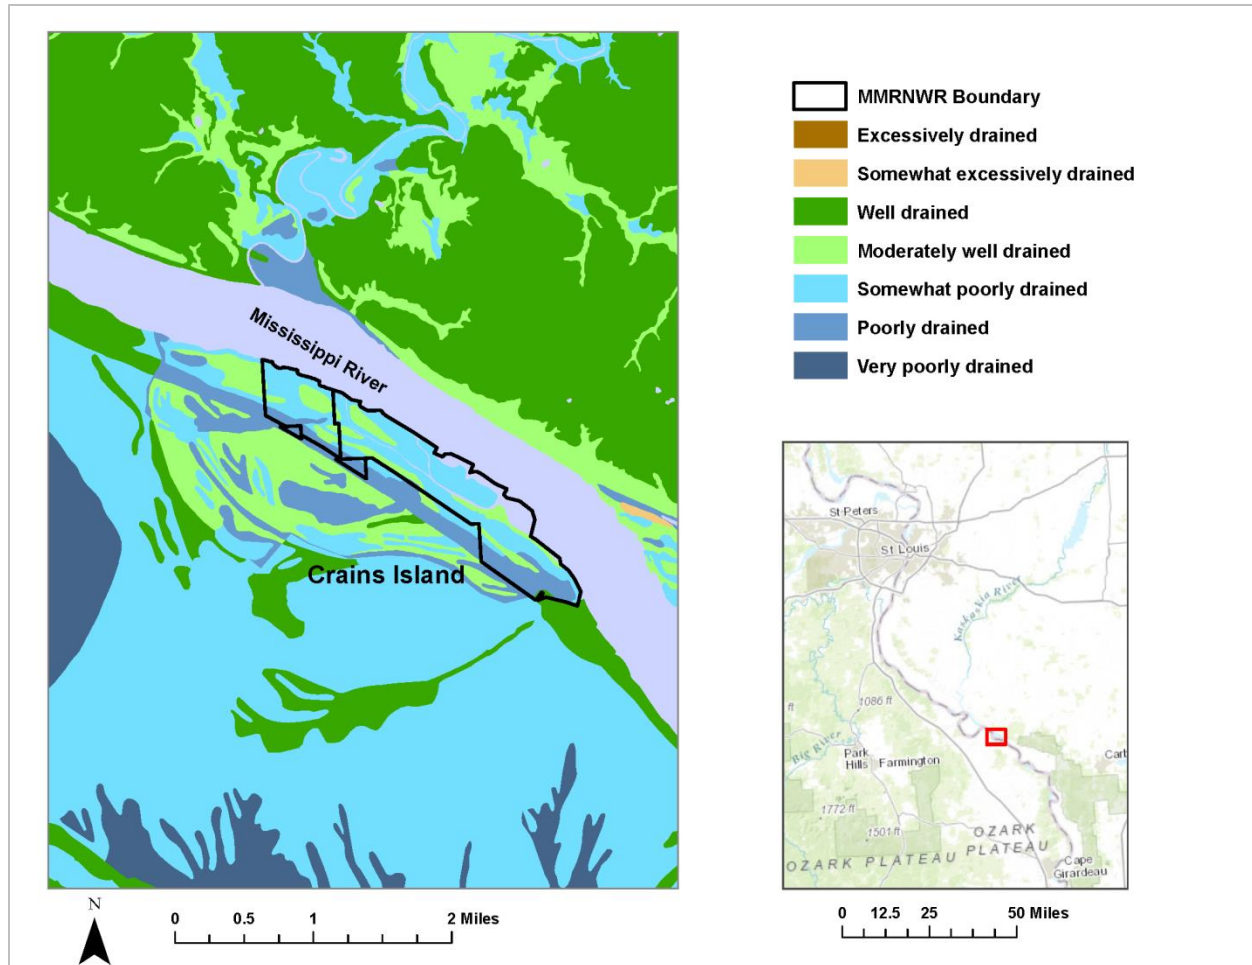 Mississippi River
Crains Island
N
0 0.5 1 2 Miles
MMRNWR Boundary
Excessively drained
Somewhat excessively drained
Well drained
Moderately well drained
Somewhat poorly drained
Poorly drained
Very poorly drained
St Peters
St Louis
Kaskaskia River
1086 ft
ft
Big River
Park
Hills
Farmington
Carb
1772 ft
1501 ft
OZARK
OZARK PLATEAU PLATEAU
Cape
Girardeau
0 12.5 25 50 Miles